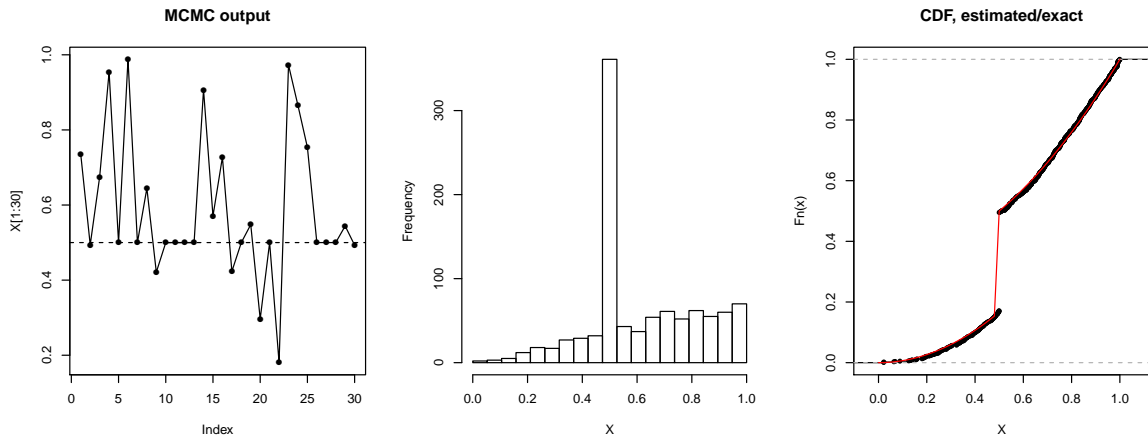 MCMC output
X[1:30]
1.0
0.8
0.6
0.4
0.2
0 5 10 15 20 25 30
Index
Frequency
300
200
100
0
0.0 0.2 0.4 0.6 0.8 1.0
X
CDF, estimated/exact
Fn(x)
1.0
0.8
0.6
0.4
0.2
0.0
0.0 0.2 0.4 0.6 0.8 1.0
X